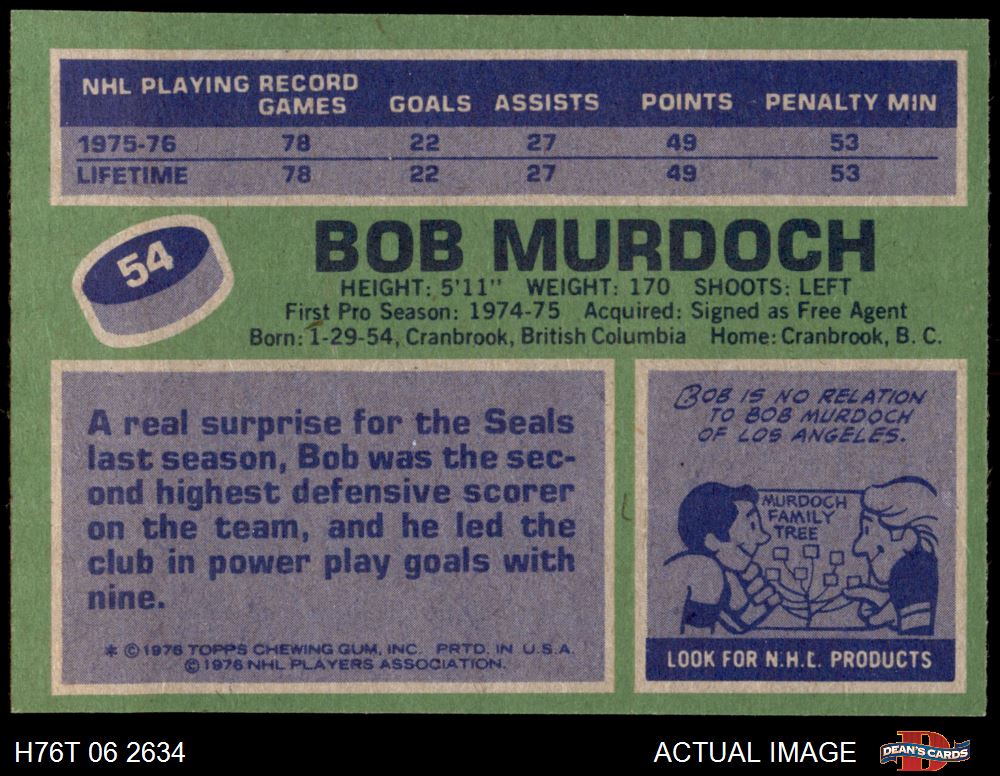 NHL PLAYING RECORD
GAMES GOALS ASSISTS POINTS PENALTY MIN
1975-76 78 22 27 49 53
LIFETIME 78 22 27 49 53
54
BOB MURDOCH
HEIGHT: 5'11" WEIGHT: 170 SHOOTS: LEFT
First Pro Season: 1974-75 Acquired: Signed as Free Agent
Born: 1-29-54, Cranbrook, British Columbia Home: Cranbrook, B. C.
A real surprise for the Seals
last season, Bob was the sec-
ond highest defensive scorer
on the team, and he led the
club in power play goals with
nine.
* © 1976 TOPPS CHEWING GUM, INC. PRTD. IN U.S.A.
© 1976 NHL PLAYERS ASSOCIATION.
BOB IS NO RELATION
TO BOB MURDOCH
OF LOS ANGELES.
MURDOCH
FAMILY
TREE
LOOK FOR N.H.L. PRODUCTS
H76T 06 2634
ACTUAL IMAGE
DEAN'S CARDS